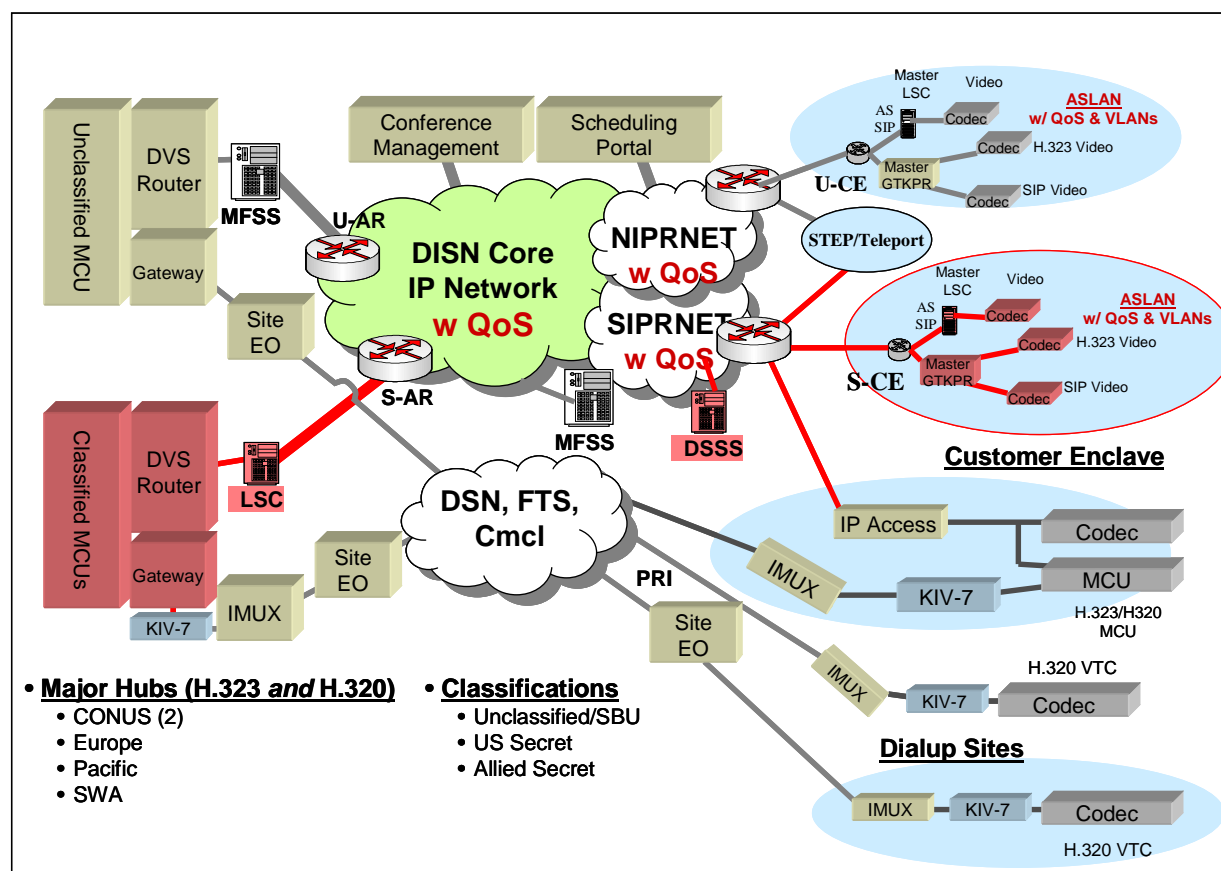 Unclassified MCU
DVS
Router
Gateway
MFSS
U-AR
Conference
Management
Scheduling
Portal
DISN Core
IP Network
w QoS
NIPRNET
w QoS
SIPRNET
w QoS
STEP/Teleport
Master
LSC
Video
AS
SIP
Codec
ASLAN
w/ QoS & VLANs
U-CE
Master
GTKPR
Codec
H.323 Video
Codec
SIP Video
Master
LSC
Video
AS
SIP
Codec
ASLAN
w/ QoS & VLANs
S-CE
Master
GTKPR
Codec
H.323 Video
Codec
SIP Video
Site
EO
S-AR
MFSS
DSSS
Classified MCUs
DVS
Router
LSC
Gateway
KIV-7
IMUX
Site
EO
DSN, FTS,
Cmcl
PRI
Site
EO
Customer Enclave
IP Access
Codec
IMUX
KIV-7
MCU
H.323/H320
MCU
H.320 VTC
IMUX
KIV-7
Codec
Dialup Sites
IMUX
KIV-7
Codec
H.320 VTC
• Major Hubs (H.323 and H.320)
• CONUS (2)
• Europe
• Pacific
• SWA
• Classifications
• Unclassified/SBU
• US Secret
• Allied Secret